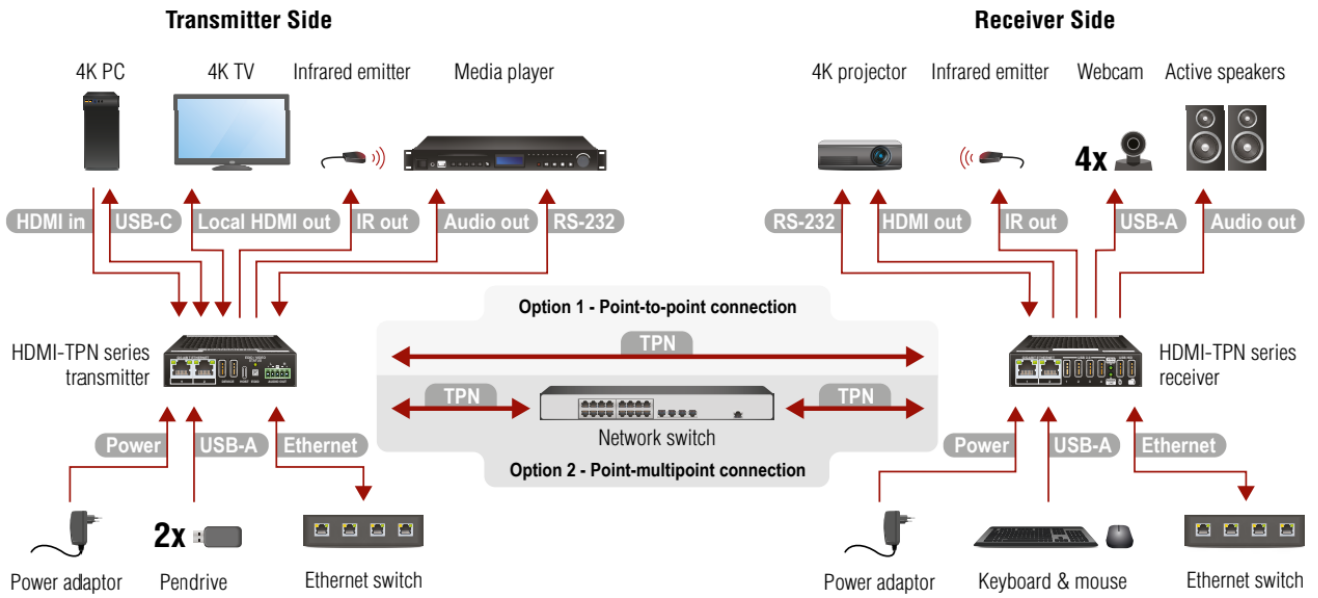 Transmitter Side
Receiver Side
4K PC
4K TV
Infrared emitter
Media player
4K projector
Infrared emitter
Webcam
Active speakers
4x
HDMI in
USB-C
Local HDMI out
IR out
Audio out
RS-232
RS-232
HDMI out
IR out
USB-A
Audio out
Option 1 - Point-to-point connection
TPN
HDMI-TPN series
transmitter
HDMI-TPN series
receiver
TPN
TPN
Network switch
Option 2 - Point-multipoint connection
Power
USB-A
Ethernet
Power
USB-A
Ethernet
2x
Power adaptor
Pendrive
Ethernet switch
Power adaptor
Keyboard & mouse
Ethernet switch